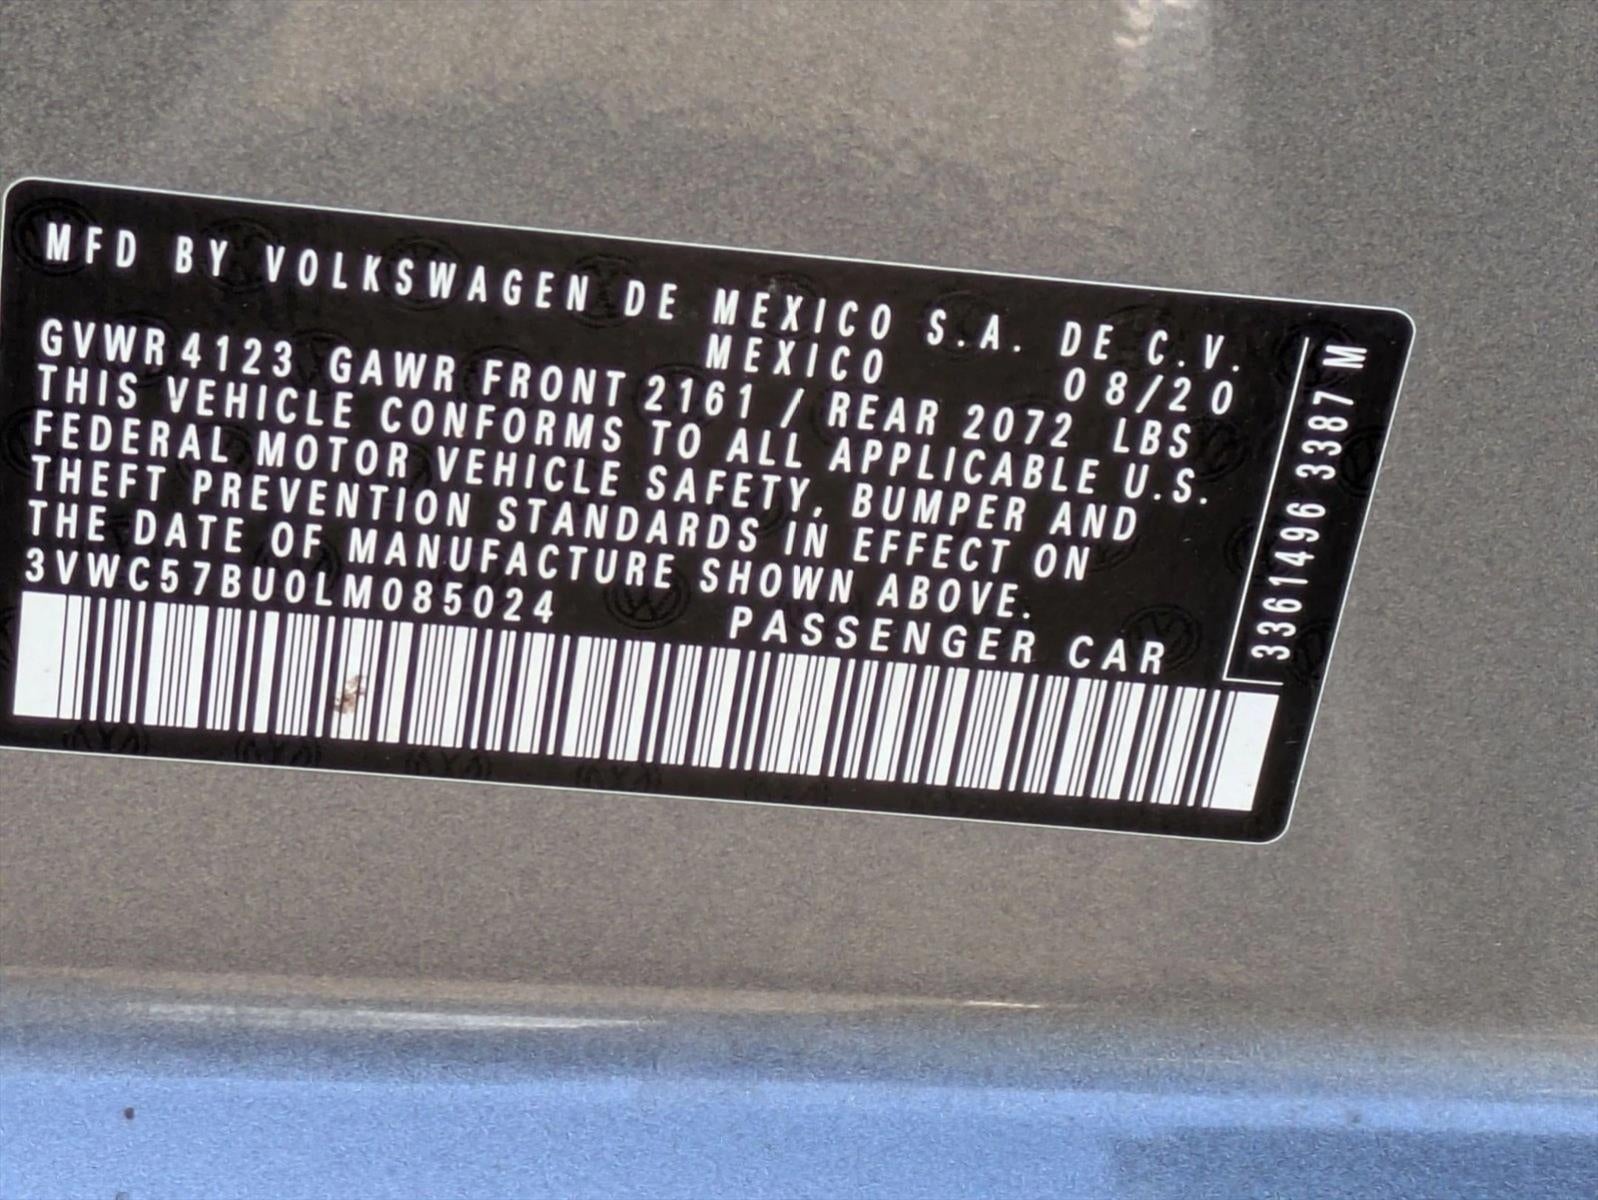 MFD BY VOLKSWAGEN DE MEXICO S.A. DE C.V.
MEXICO 08/20
GVWR 4123 GAWR FRONT 2161 / REAR 2072 LBS
THIS VEHICLE CONFORMS TO ALL APPLICABLE U.S.
FEDERAL MOTOR VEHICLE SAFETY, BUMPER AND
THEFT PREVENTION STANDARDS IN EFFECT ON
THE DATE OF MANUFACTURE SHOWN ABOVE.
3VWC57BU0LM085024 PASSENGER CAR
3361496 3387 M